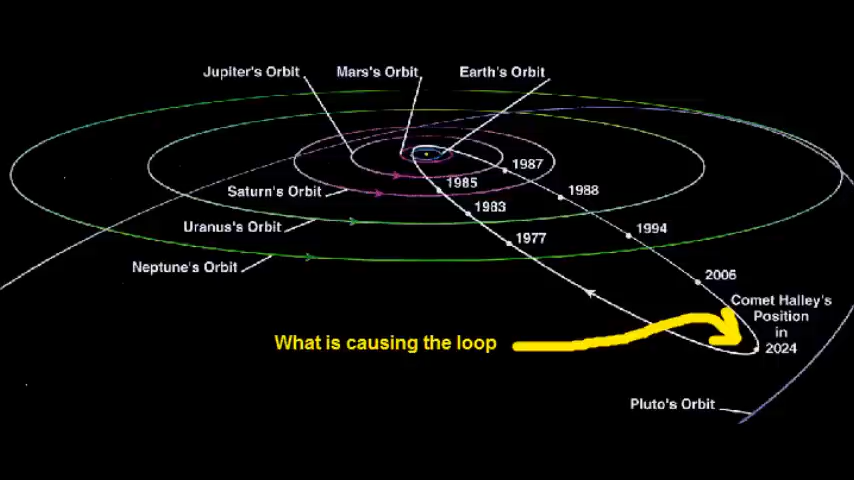 Jupiter's Orbit
Mars's Orbit
Earth's Orbit
1987
1985
Saturn's Orbit
1988
1983
Uranus's Orbit
1994
1977
Neptune's Orbit
2006
Comet Halley's
Position
in
2024
What is causing the loop
Pluto's Orbit